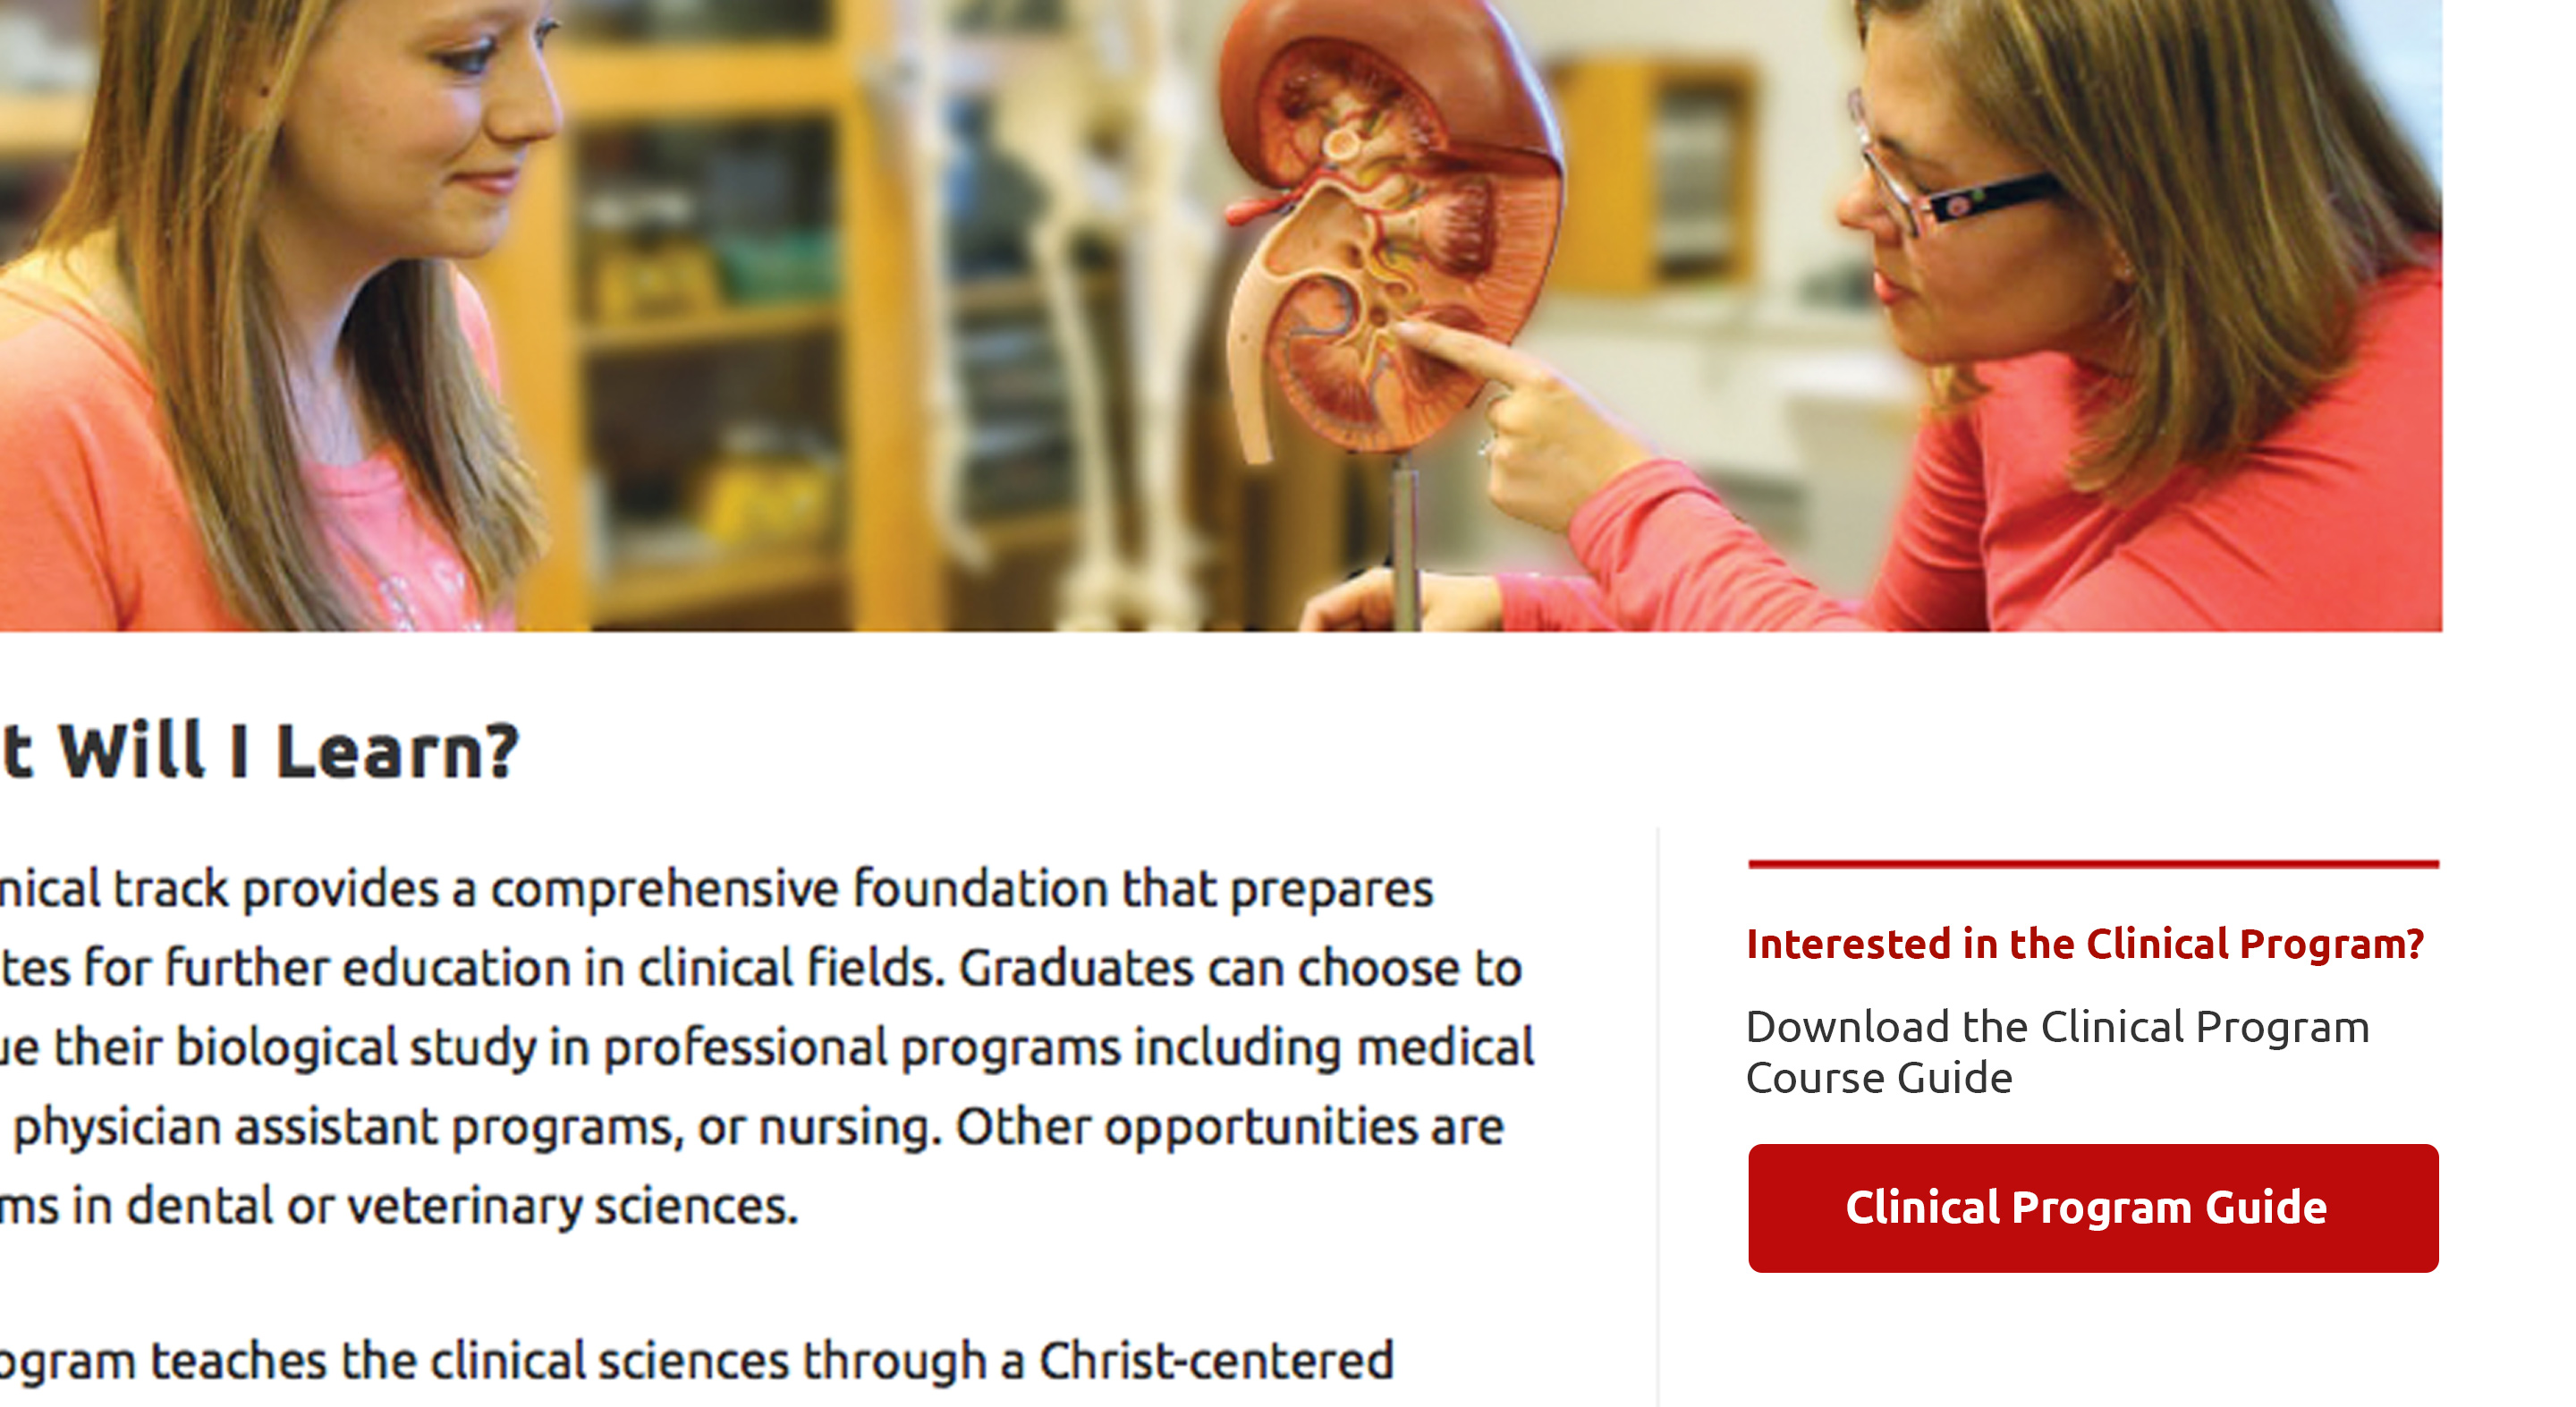 t Will I Learn?
nical track provides a comprehensive foundation that prepares
tes for further education in clinical fields. Graduates can choose to
ue their biological study in professional programs including medical
physician assistant programs, or nursing. Other opportunities are
ms in dental or veterinary sciences.
ogram teaches the clinical sciences through a Christ-centered
Interested in the Clinical Program?
Download the Clinical Program
Course Guide
Clinical Program Guide